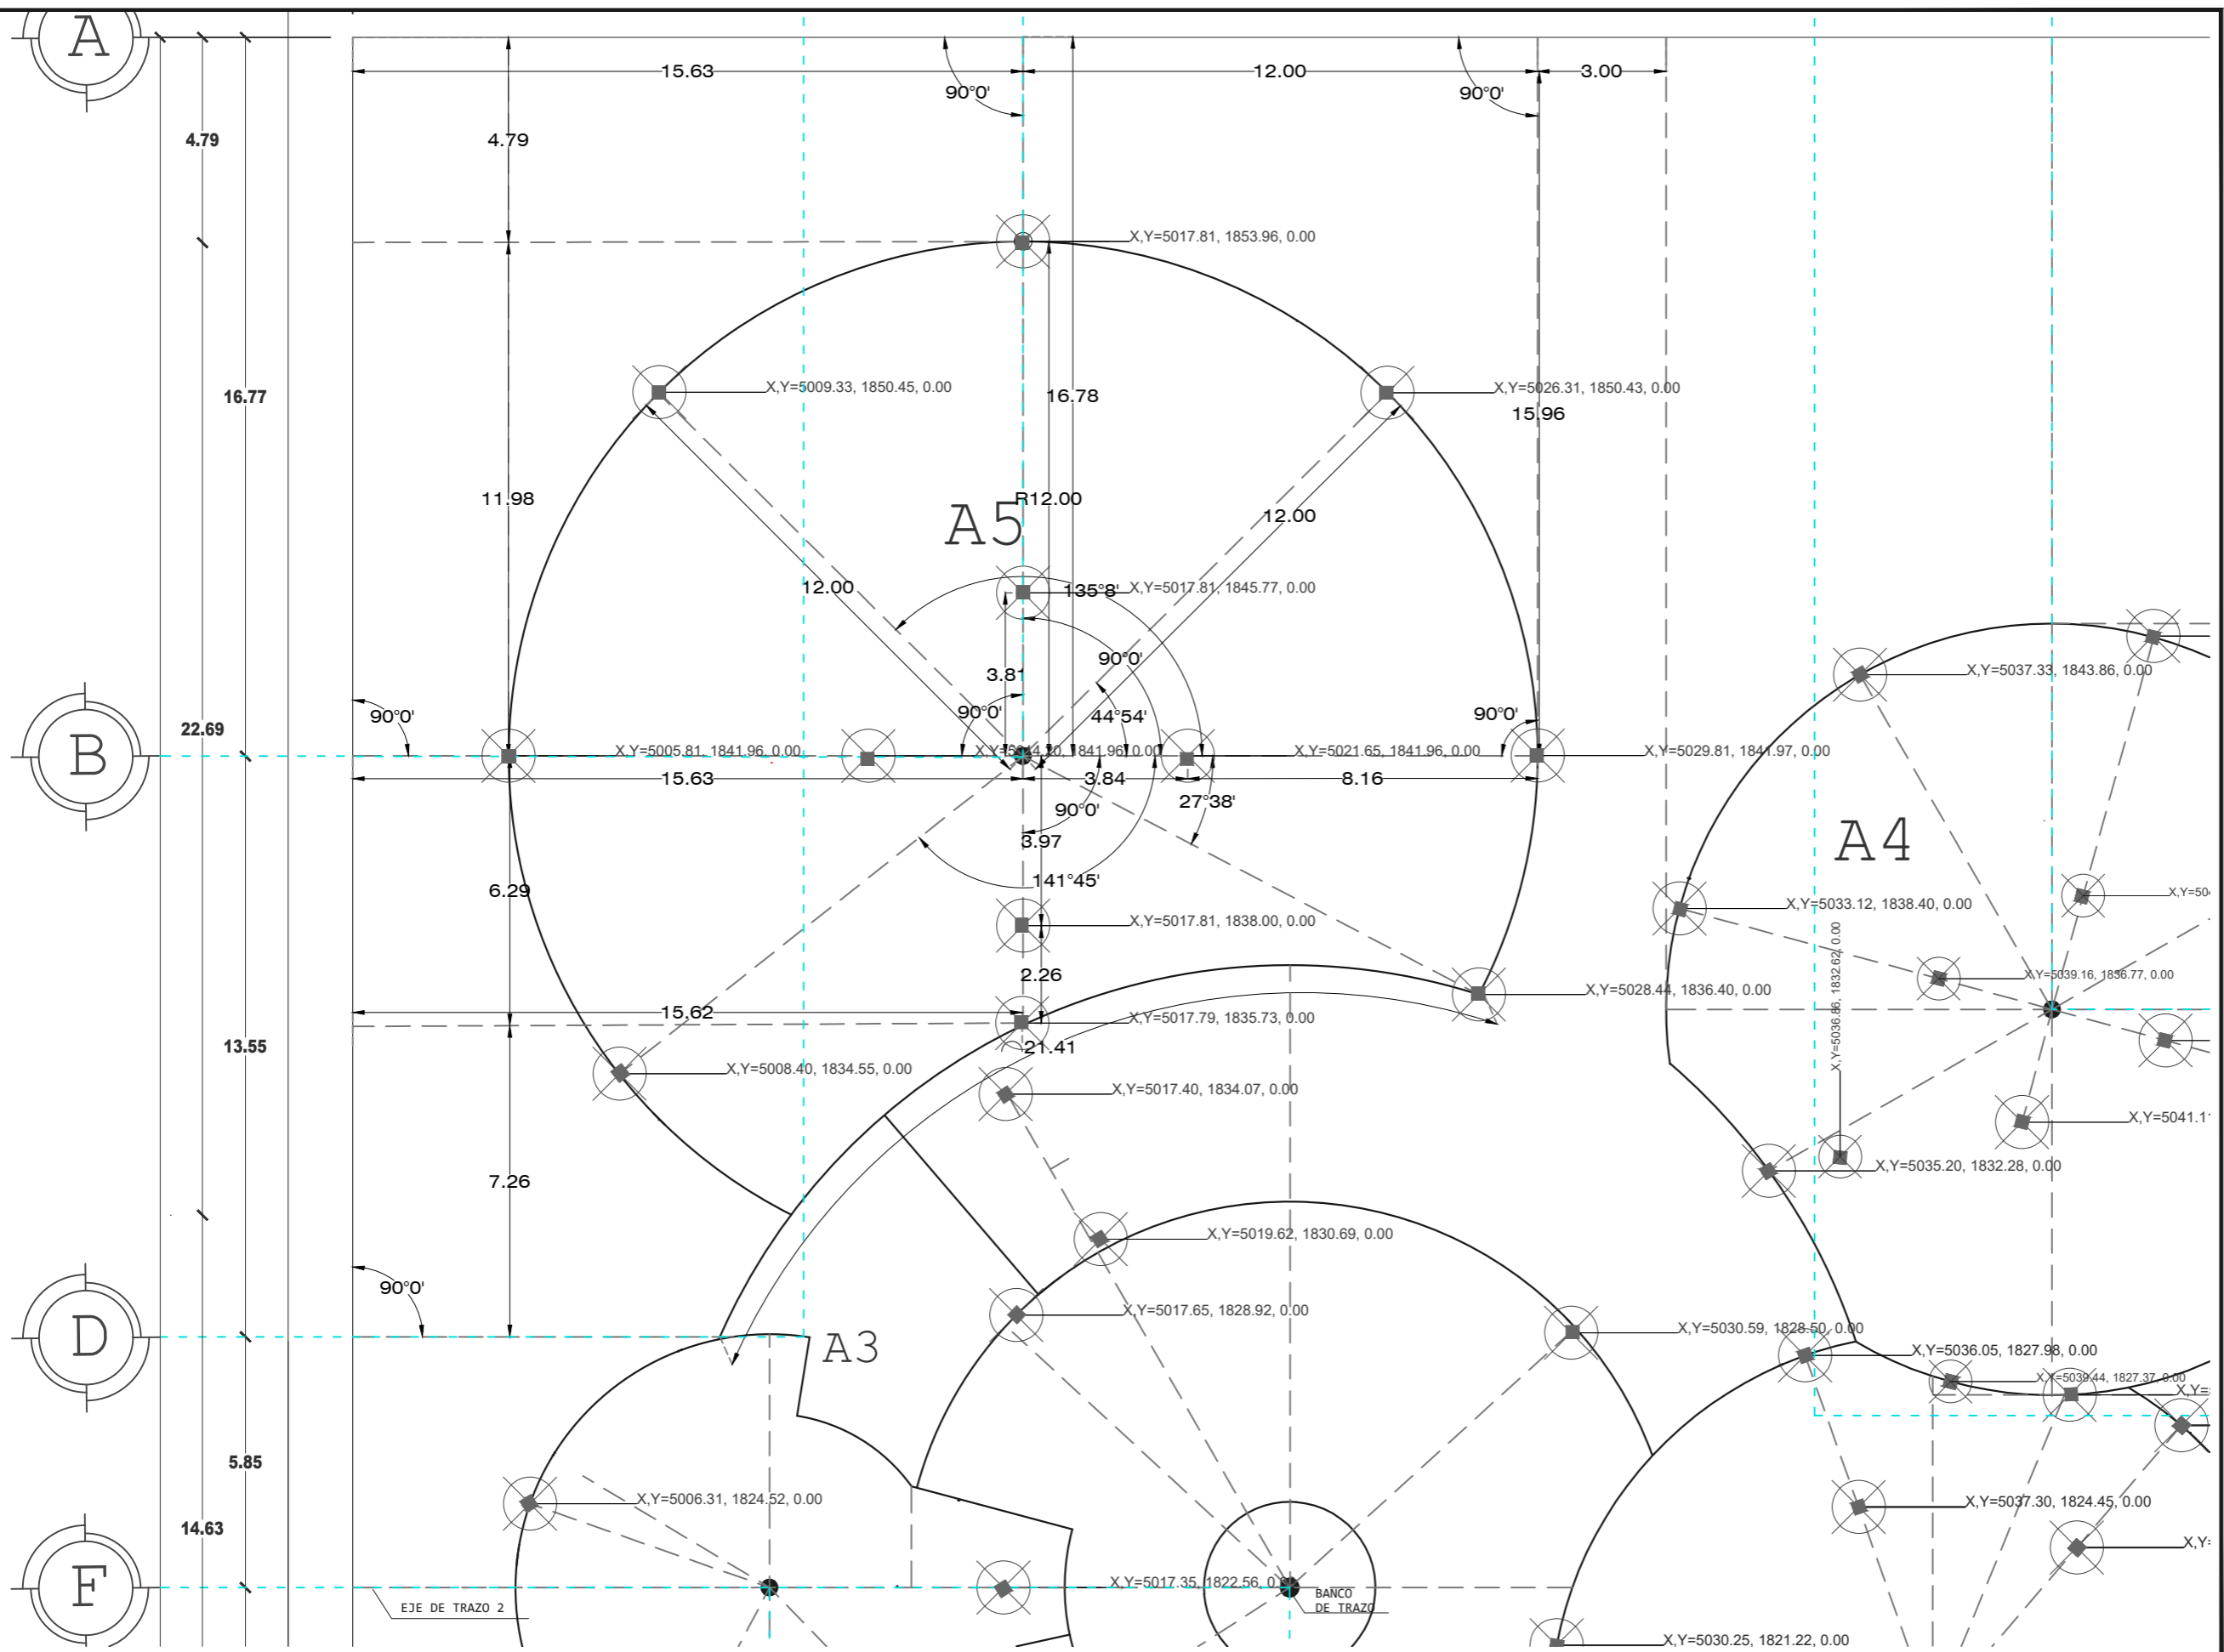 A
15.63
12.00
3.00
90°0'
90°0'
4.79
4.79
X,Y=5017.81, 1853.96, 0.00
16.77
X,Y=5009.33, 1850.45, 0.00
16.78
X,Y=5026.31, 1850.43, 0.00
15.96
11.98
R12.00
A5
12.00
12.00
135°8'
X,Y=5017.81, 1845.77, 0.00
90°0'
3.81
X,Y=5037.33, 1843.86, 0.00
90°0'
90°0'
44°54'
90°0'
22.69
B
X,Y=5005.81, 1841.96, 0.00
1841.96, 0.00
X,Y=5021.65, 1841.96, 0.00
X,Y=5029.81, 1841.97, 0.00
15.63
3.84
8.16
27°38'
90°0'
3.97
A4
141°45'
6.29
X,Y=50
X,Y=5033.12, 1838.40, 0.00
X,Y=5017.81, 1838.00, 0.00
2.26
X,Y=5039.16, 1836.77, 0.00
X,Y=5028.44, 1836.40, 0.00
X,Y=5036.86, 1832.62, 0.00
15.62
X,Y=5017.79, 1835.73, 0.00
21.41
13.55
X,Y=5008.40, 1834.55, 0.00
X,Y=5017.40, 1834.07, 0.00
X,Y=5041.11
X,Y=5035.20, 1832.28, 0.00
7.26
X,Y=5019.62, 1830.69, 0.00
90°0'
X,Y=5017.65, 1828.92, 0.00
X,Y=5030.59, 1828.50, 0.00
D
A3
X,Y=5036.05, 1827.98, 0.00
X,Y=5039.44, 1827.37, 0.00
X,Y=
5.85
X,Y=5006.31, 1824.52, 0.00
X,Y=5037.30, 1824.45, 0.00
14.63
X,Y:
F
X,Y=5017.35, 1822.56, 0.
BANCO
DE TRAZO
EJE DE TRAZO 2
X,Y=5030.25, 1821.22, 0.00